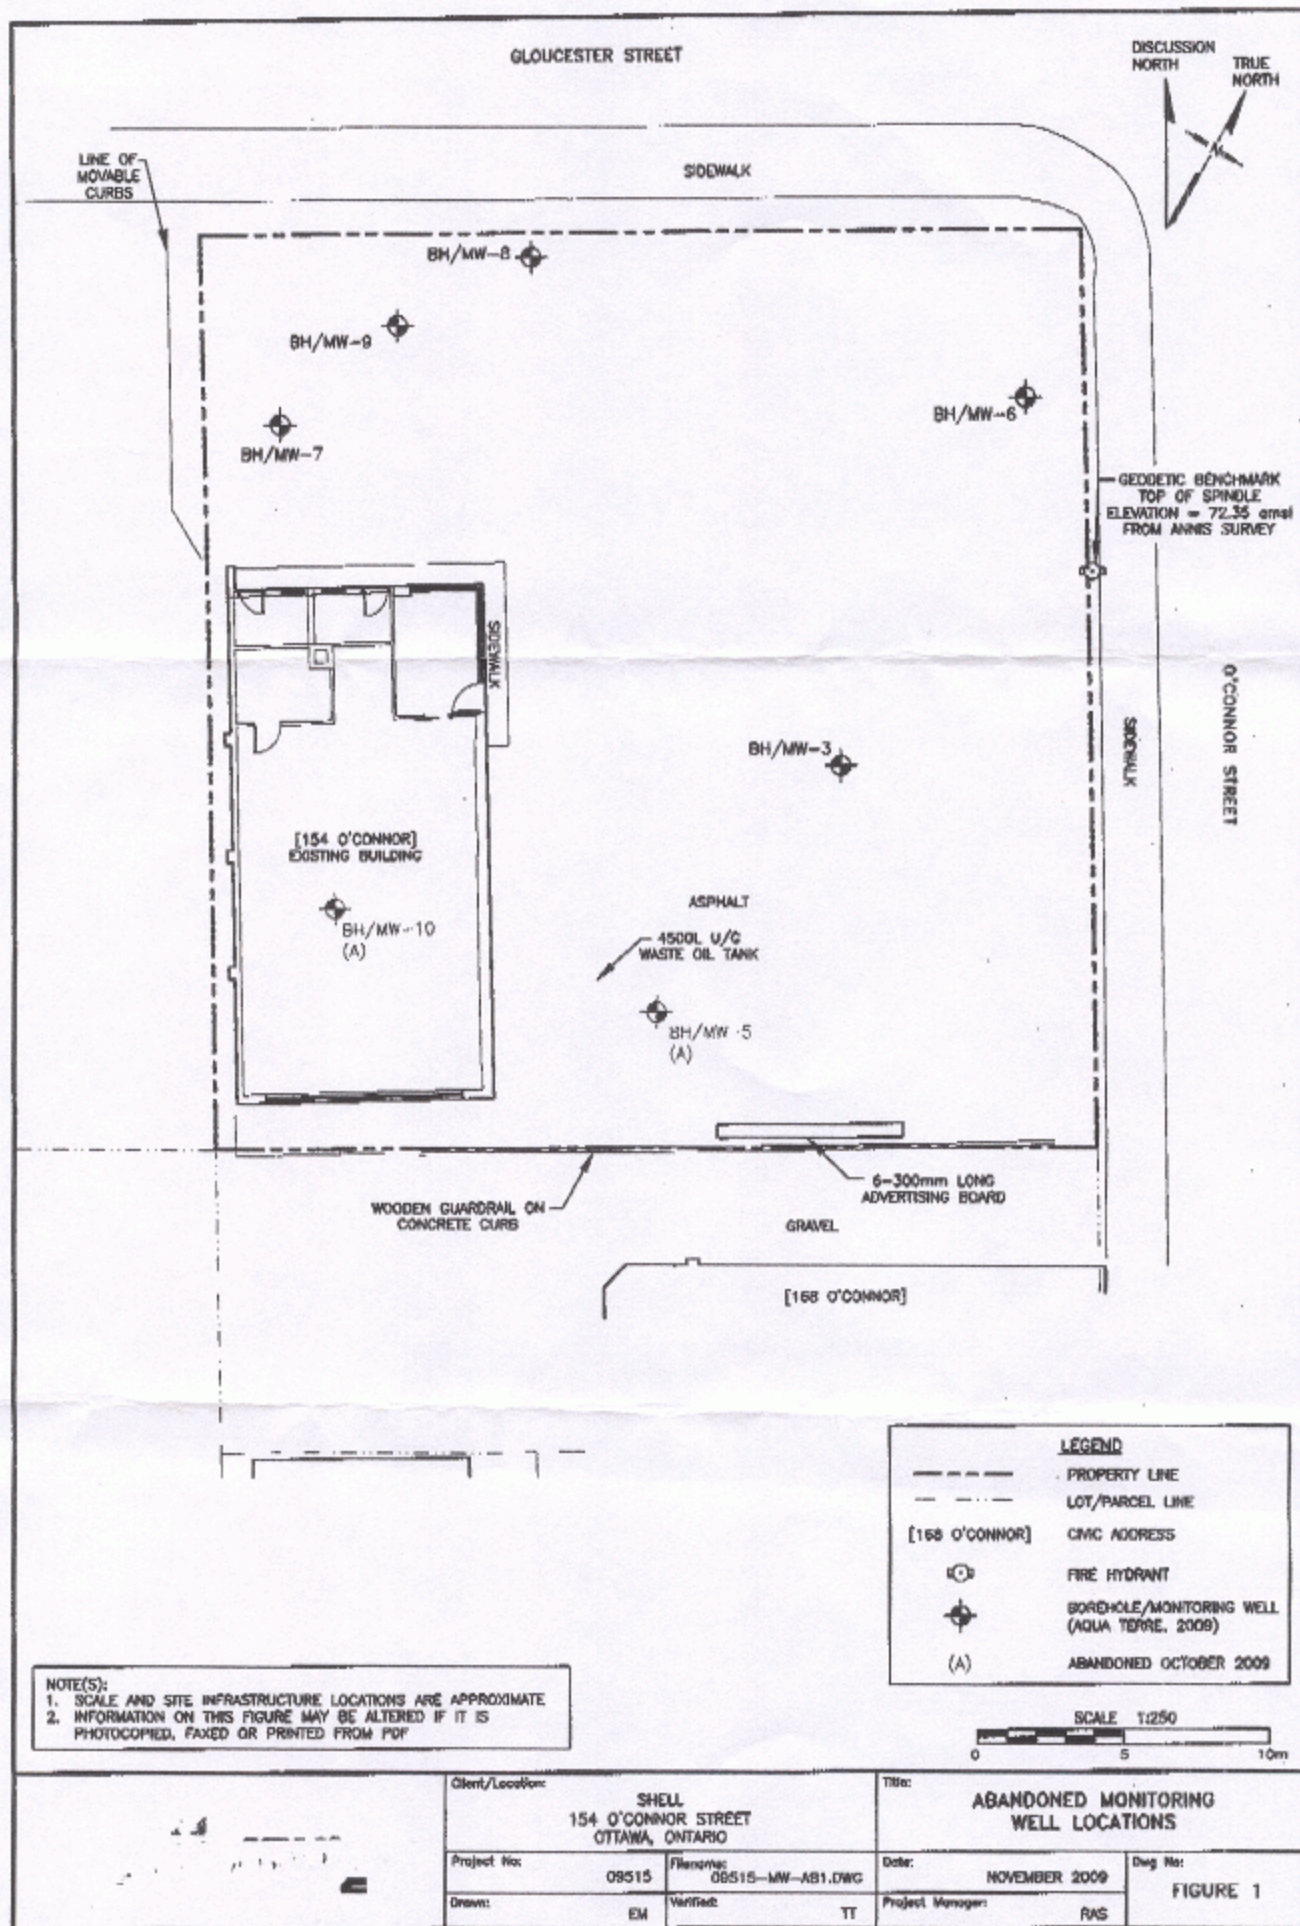 GLOUCESTER STREET
DISCUSSION
NORTH
TRUE
NORTH
LINE OF
MOVABLE
CURBS
SIDEWALK
BH/MW-8
BH/MW-9
BH/MW-6
BH/MW-7
GEODETIC BENCHMARK
TOP OF SPINDLE
ELEVATION = 72.35 amsl
FROM ANNIS SURVEY
SIDEWALK
O'CONNOR STREET
SIDEWALK
BH/MW-3
[154 O'CONNOR]
EXISTING BUILDING
ASPHALT
BH/MW-10
(A)
4500L U/G
WASTE OIL TANK
BH/MW-5
(A)
6-300mm LONG
ADVERTISING BOARD
WOODEN GUARDRAIL ON
CONCRETE CURB
GRAVEL
[168 O'CONNOR]
LEGEND
PROPERTY LINE
LOT/PARCEL LINE
[168 O'CONNOR] CIVIC ADDRESS
FIRE HYDRANT
BOREHOLE/MONITORING WELL
(AQUA TERRE, 2009)
(A) ABANDONED OCTOBER 2009
NOTE(S):
1. SCALE AND SITE INFRASTRUCTURE LOCATIONS ARE APPROXIMATE
2. INFORMATION ON THIS FIGURE MAY BE ALTERED IF IT IS
PHOTOCOPIED, FAXED OR PRINTED FROM PDF
SCALE 1:250
0 5 10m
Client/Location:
SHELL
154 O'CONNOR STREET
OTTAWA, ONTARIO
Title:
ABANDONED MONITORING
WELL LOCATIONS
Project No:
09515
Filename:
09515-MW-AB1.DWG
Date:
NOVEMBER 2009
Dwg No:
FIGURE 1
Drawn:
EM
Verified:
TT
Project Manager:
RAS